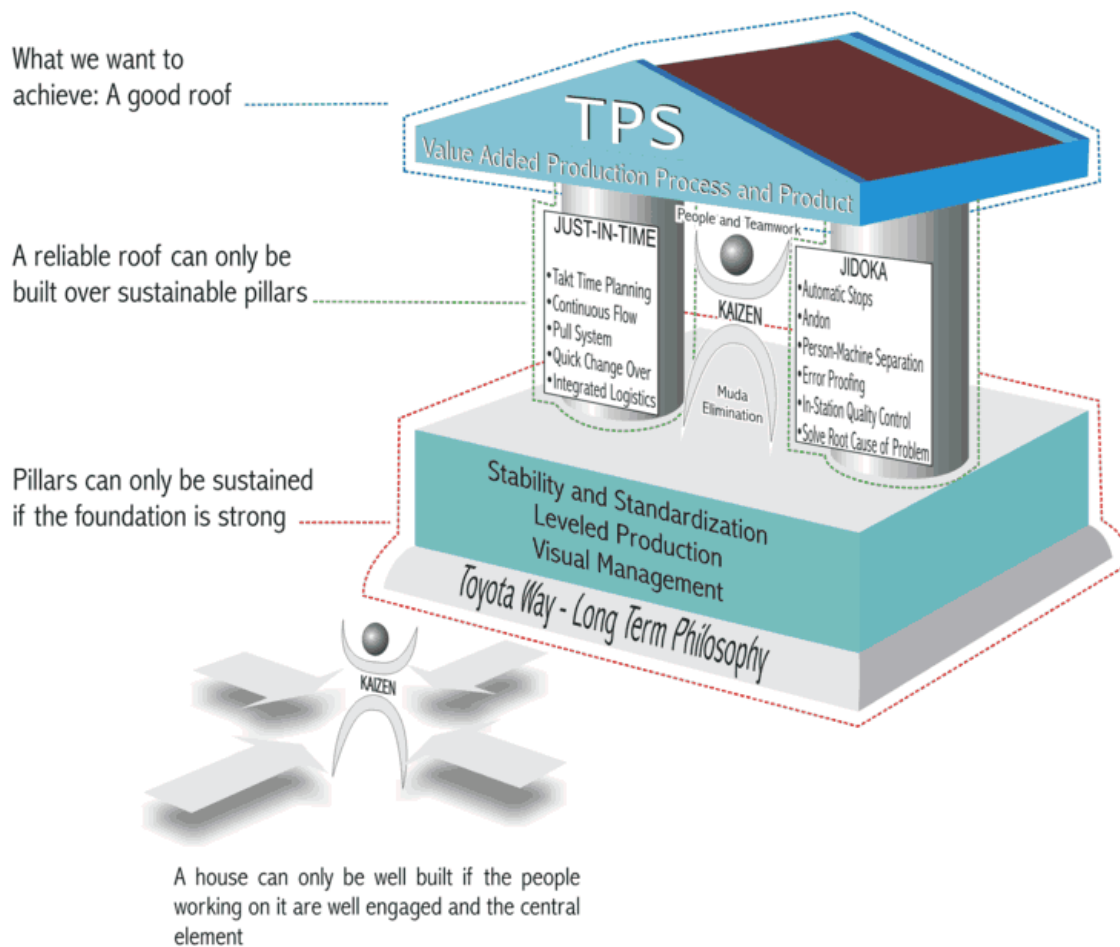 What we want to
achieve: A good roof
TPS
Value Added Production Process and Product
People and Teamwork
JUST-IN-TIME
•Takt Time Planning
•Continuous Flow
•Pull System
•Quick Change Over
•Integrated Logistics
KAIZEN
Muda
Elimination
JIDOKA
•Automatic Stops
•Andon
•Person-Machine Separation
•Error Proofing
•In-Station Quality Control
•Solve Root Cause of Problem
A reliable roof can only be
built over sustainable pillars
Pillars can only be sustained
if the foundation is strong
Stability and Standardization
Leveled Production
Visual Management
Toyota Way - Long Term Philosophy
KAIZEN
A house can only be well built if the people
working on it are well engaged and the central
element